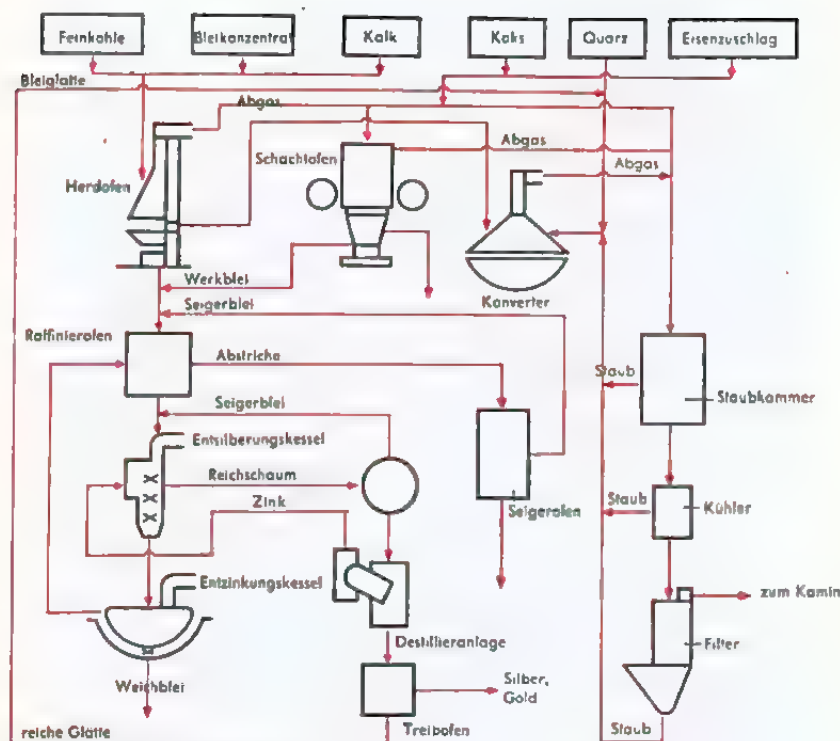 Feinkohle Bleikonzentrat Kalk Koks Quarz Eisenzuschlag
Bleiglätte
Abgas
Abgas
Schachtofen
Abgas
Herdofen
Werkblei
Konverter
Seigerblei
Raffinierofen
Abstriche
Staub
Staubkammer
Seigerblei
Entsilberungskessel
Reichschaum
Staub
Zink
Seigerofen
Kühler
Entzinkungskessel
zum Kamin
Destillieranlage
Filter
Weichblei
Silber,
Gold
reiche Glätte
Treibofen
Staub